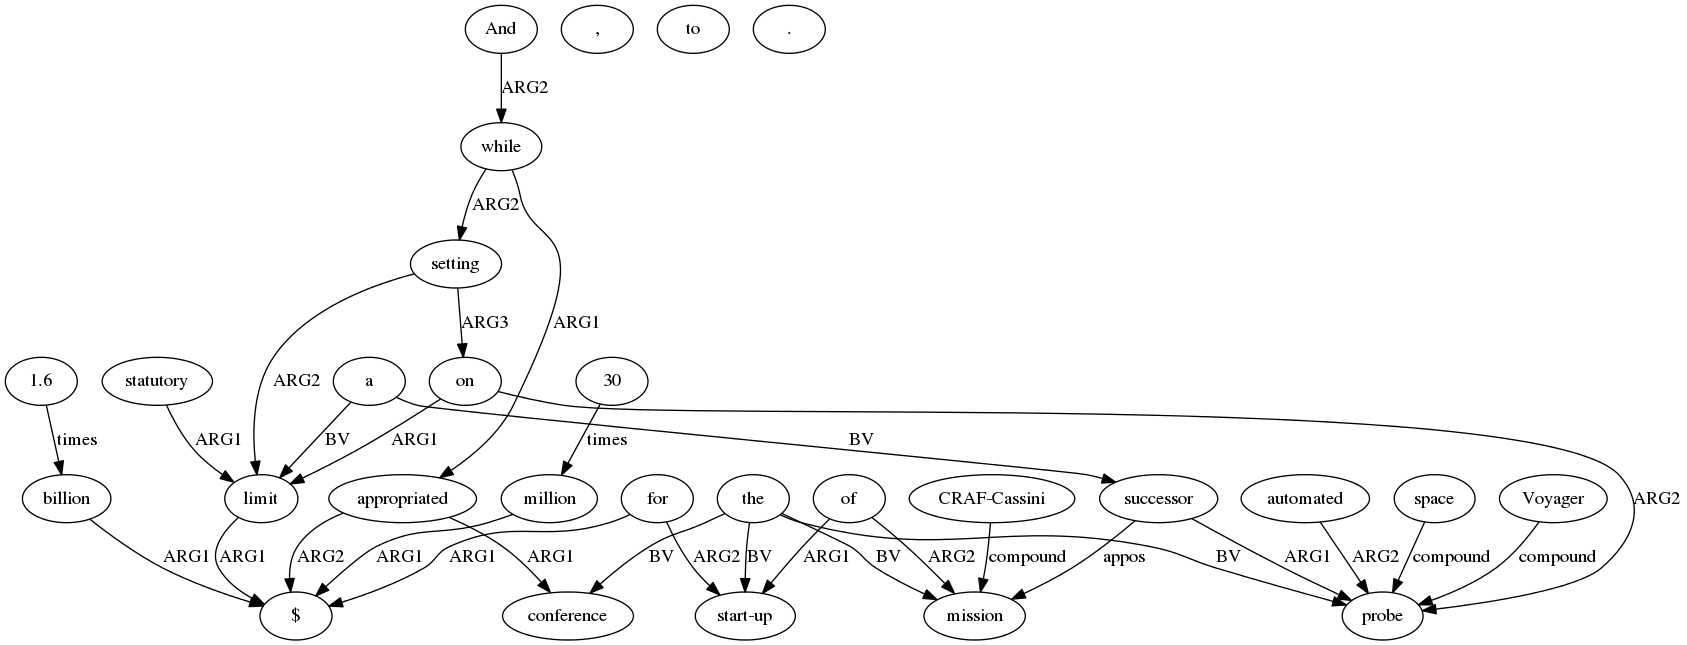 And , to .
ARG2
while
ARG2
setting
ARG3 ARG1
1.6 statutory ARG2 a on 30
times ARG1 BV ARG1 BV times
billion limit appropriated million for the of CRAF-Cassini successor automated space Voyager ARG2
ARG1 ARG1 ARG2 ARG1 ARG1 ARG1 BV ARG2 BV ARG1 BV ARG2 compound appos BV ARG1 ARG2 compound compound
$ conference start-up mission probe